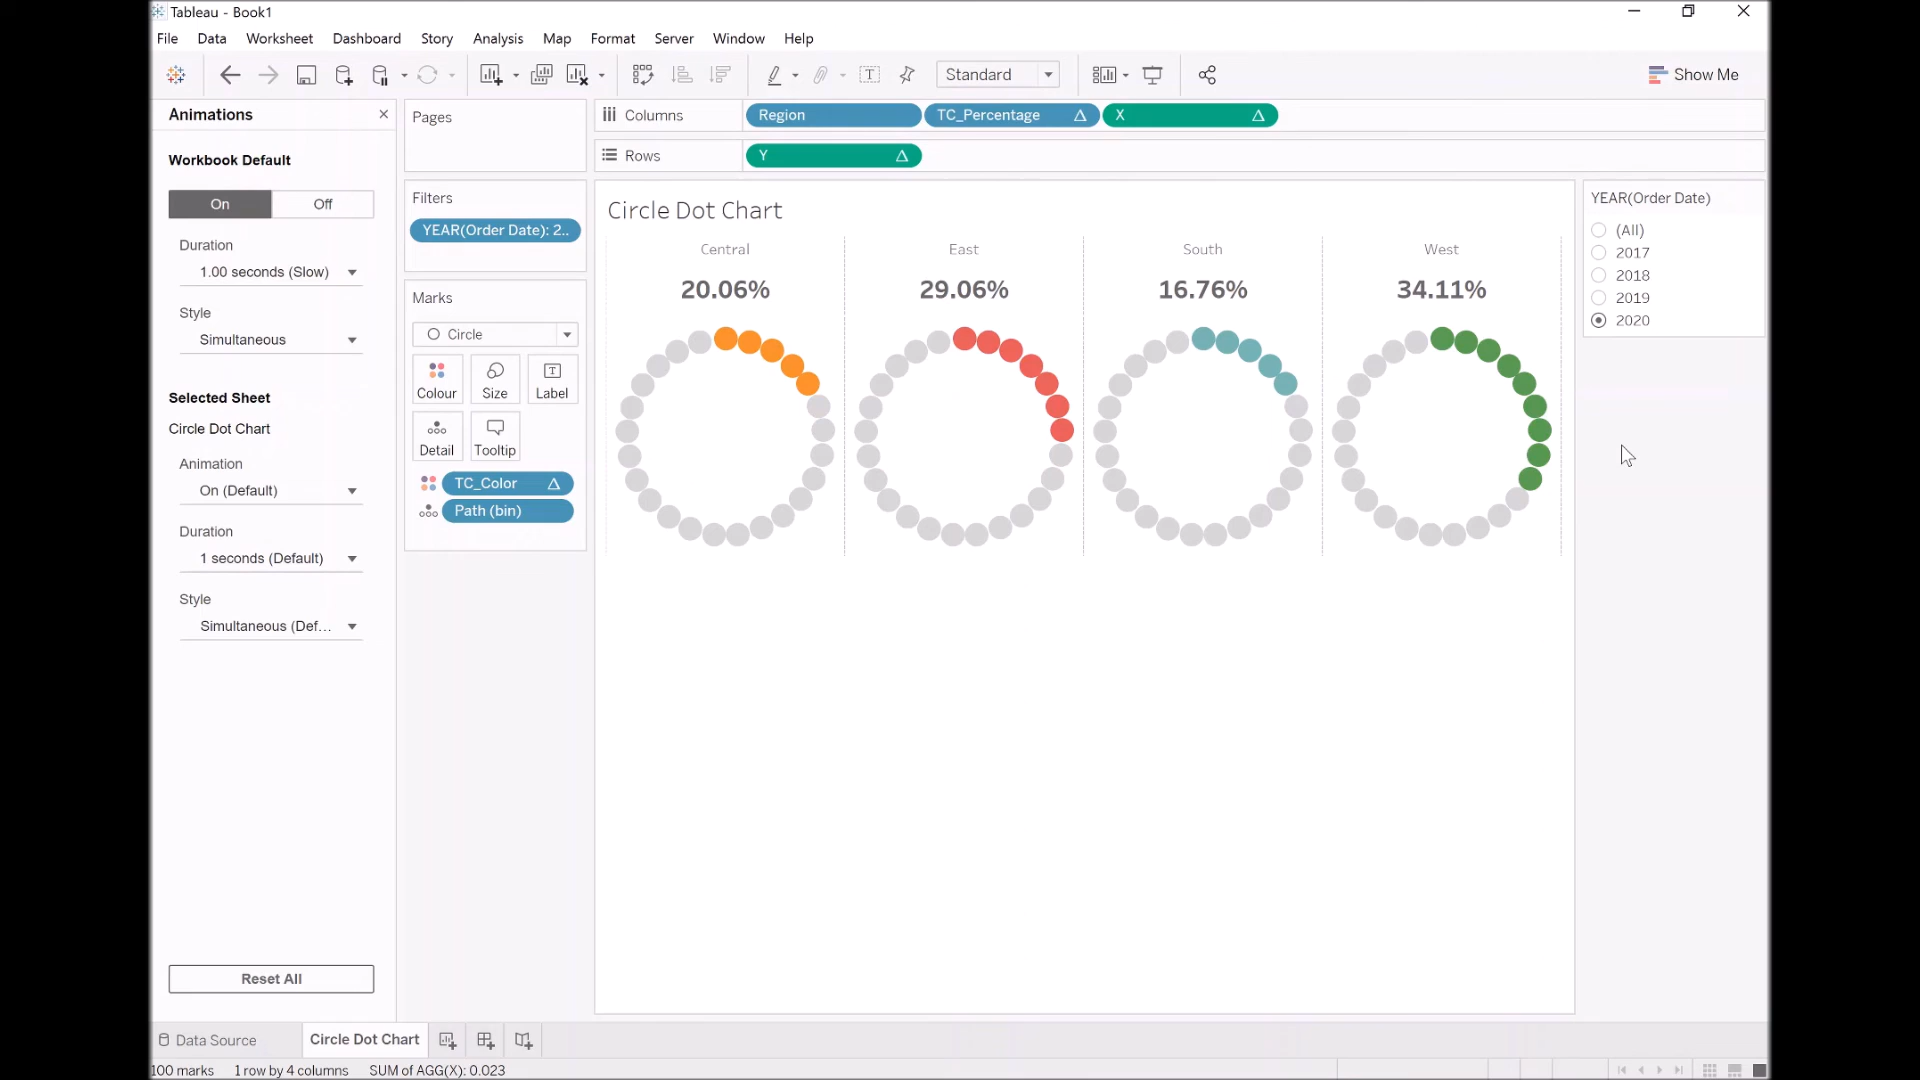 Tableau - Book1
File Data Worksheet Dashboard Story Analysis Map Format Server Window Help
Standard
Show Me
Animations
Workbook Default
On Off
Duration
1.00 seconds (Slow)
Style
Simultaneous
Selected Sheet
Circle Dot Chart
Animation
On (Default)
Duration
1 seconds (Default)
Style
Simultaneous (Def...
Reset All
Pages
Filters
YEAR(Order Date): 2..
Marks
Circle
Colour Size Label
Detail Tooltip
TC_Color
Path (bin)
Columns Region TC_Percentage X
Rows Y
Circle Dot Chart
Central East South West
20.06% 29.06% 16.76% 34.11%
YEAR(Order Date)
(All)
2017
2018
2019
2020
Data Source Circle Dot Chart
100 marks 1 row by 4 columns SUM of AGG(X): 0.023